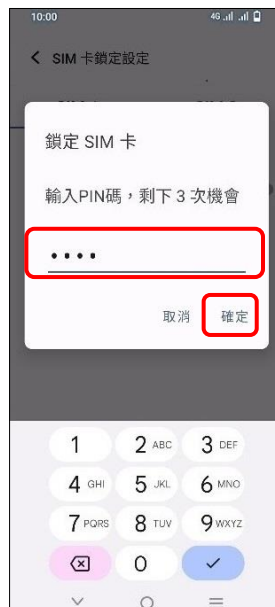 10:00 4G
SIM 卡鎖定設定
鎖定 SIM 卡
輸入PIN碼，剩下 3 次機會
••••
取消 確定
1 2 ABC 3 DEF
4 GHI 5 JKL 6 MNO
7 PQRS 8 TUV 9 WXYZ
0